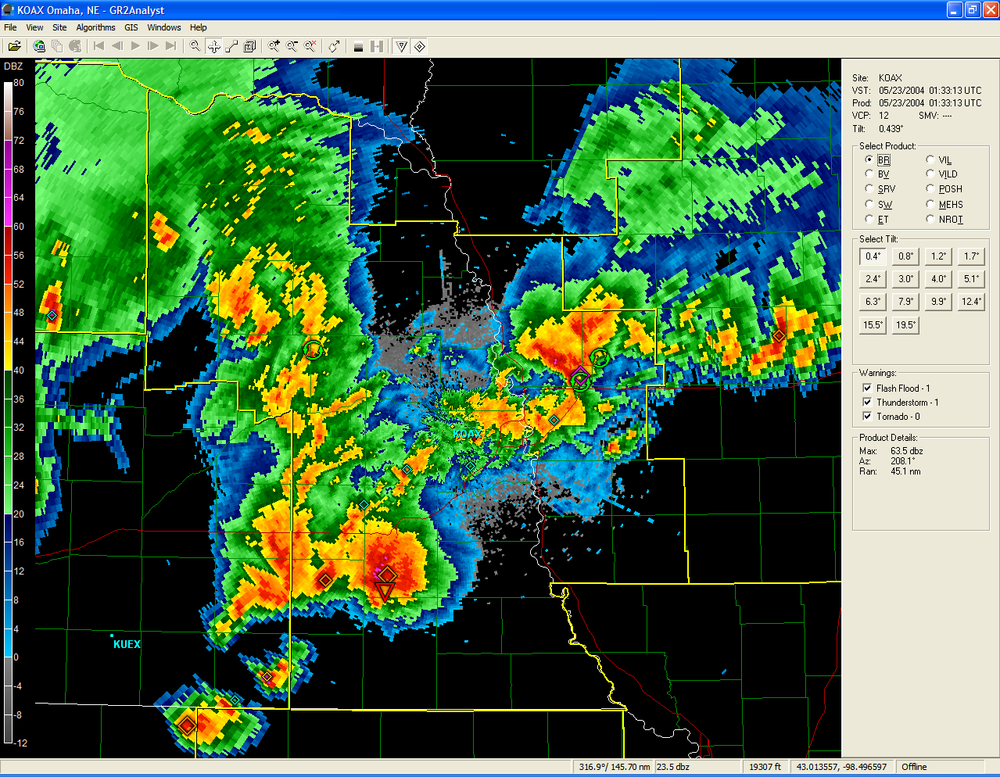 KOAX Omaha, NE - GR2Analyst
File View Site Algorithms GIS Windows Help
DBZ
80
76
72
68
64
60
56
52
48
44
40
36
32
28
24
20
16
12
8
4
0
-4
-8
-12
KOAX
KUEX
Site: KOAX
VST: 05/23/2004 01:33:13 UTC
Prod: 05/23/2004 01:33:13 UTC
VCP: 12 SMV: ----
Tilt: 0.439°
Select Product:
BR VIL
BV VILD
SRV POSH
SW MEHS
ET NROT
Select Tilt:
0.4° 0.8° 1.2° 1.7°
2.4° 3.0° 4.0° 5.1°
6.3° 7.9° 9.9° 12.4°
15.5° 19.5°
Warnings:
Flash Flood - 1
Thunderstorm - 1
Tornado - 0
Product Details:
Max: 63.5 dbz
Az: 208.1°
Ran: 45.1 nm
316.9°/ 145.70 nm 23.5 dbz 19307 ft 43.013557, -98.496597 Offline